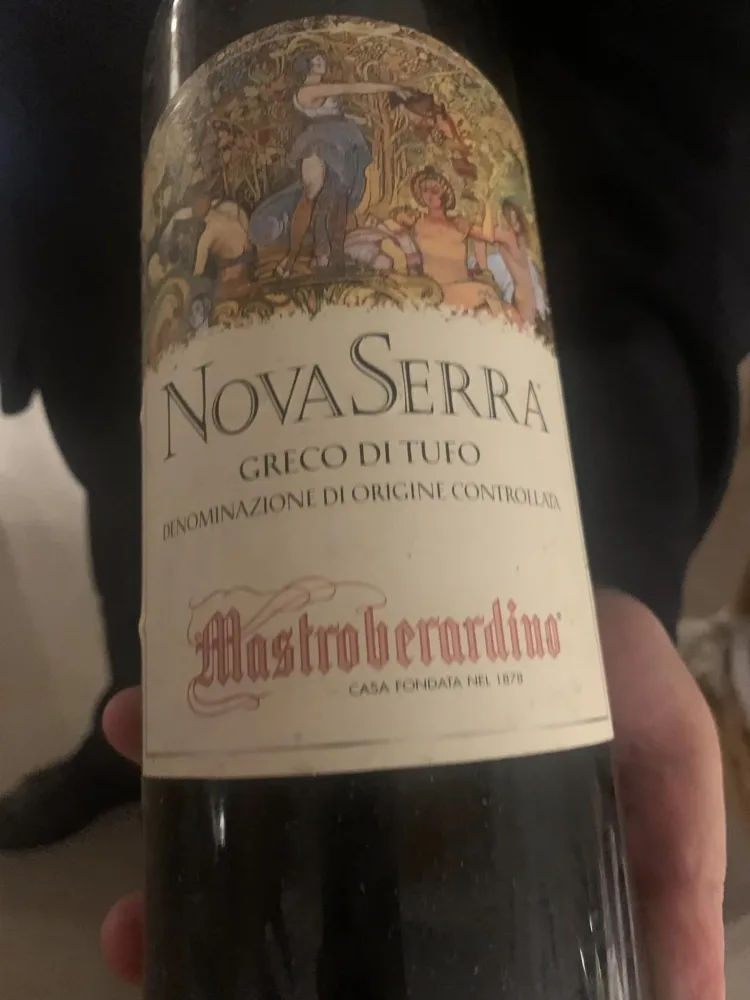 NOVASERRA
GRECO DI TUFO
DENOMINAZIONE DI ORIGINE CONTROLLATA
Mastroberardino
CASA FONDATA NEL 1878